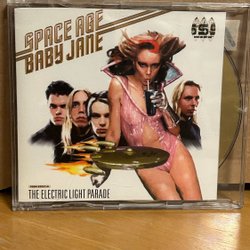 SPACE AGE
BABY JANE
THE ELECTRIC LIGHT PARADE